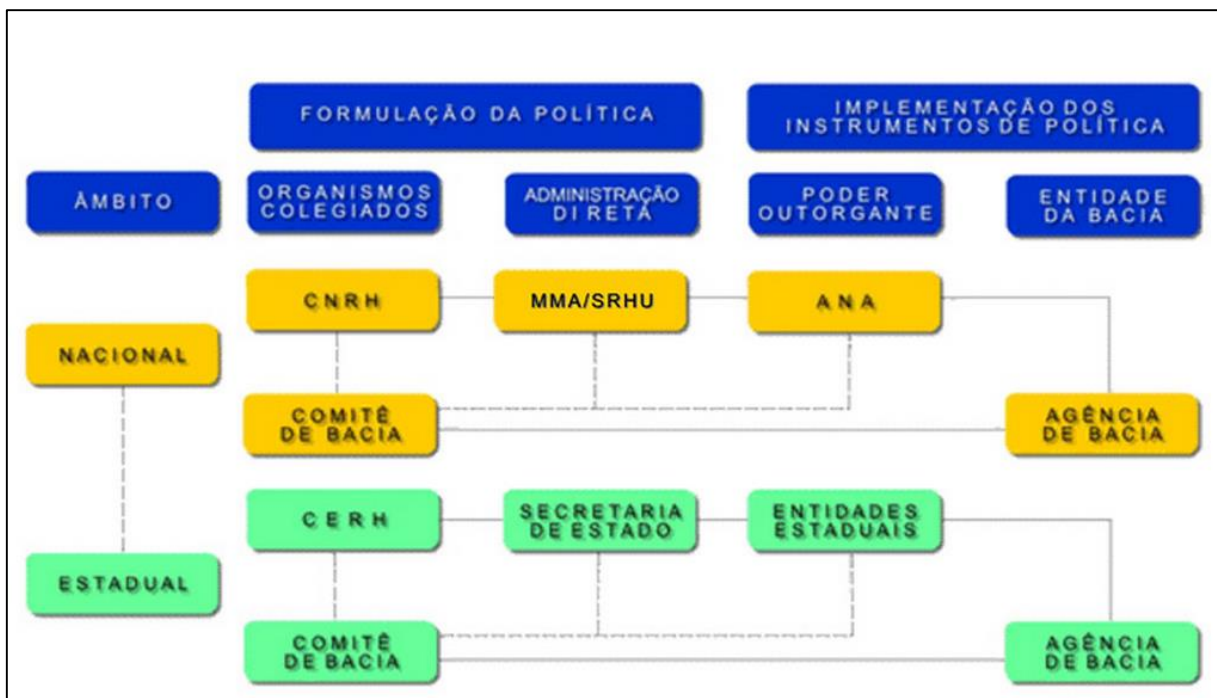 FORMULAÇÃO DA POLÍTICA
IMPLEMENTAÇÃO DOS
INSTRUMENTOS DE POLÍTICA
ÂMBITO
ORGANISMOS
COLEGIADOS
ADMINISTRAÇÃO
DIRETA
PODER
OUTORGANTE
ENTIDADE
DA BACIA
NACIONAL
CNRH
MMA/SRHU
ANA
COMITÊ
DE BACIA
AGÊNCIA
DE BACIA
ESTADUAL
CERH
SECRETARIA
DE ESTADO
ENTIDADES
ESTADUAIS
COMITÊ
DE BACIA
AGÊNCIA
DE BACIA